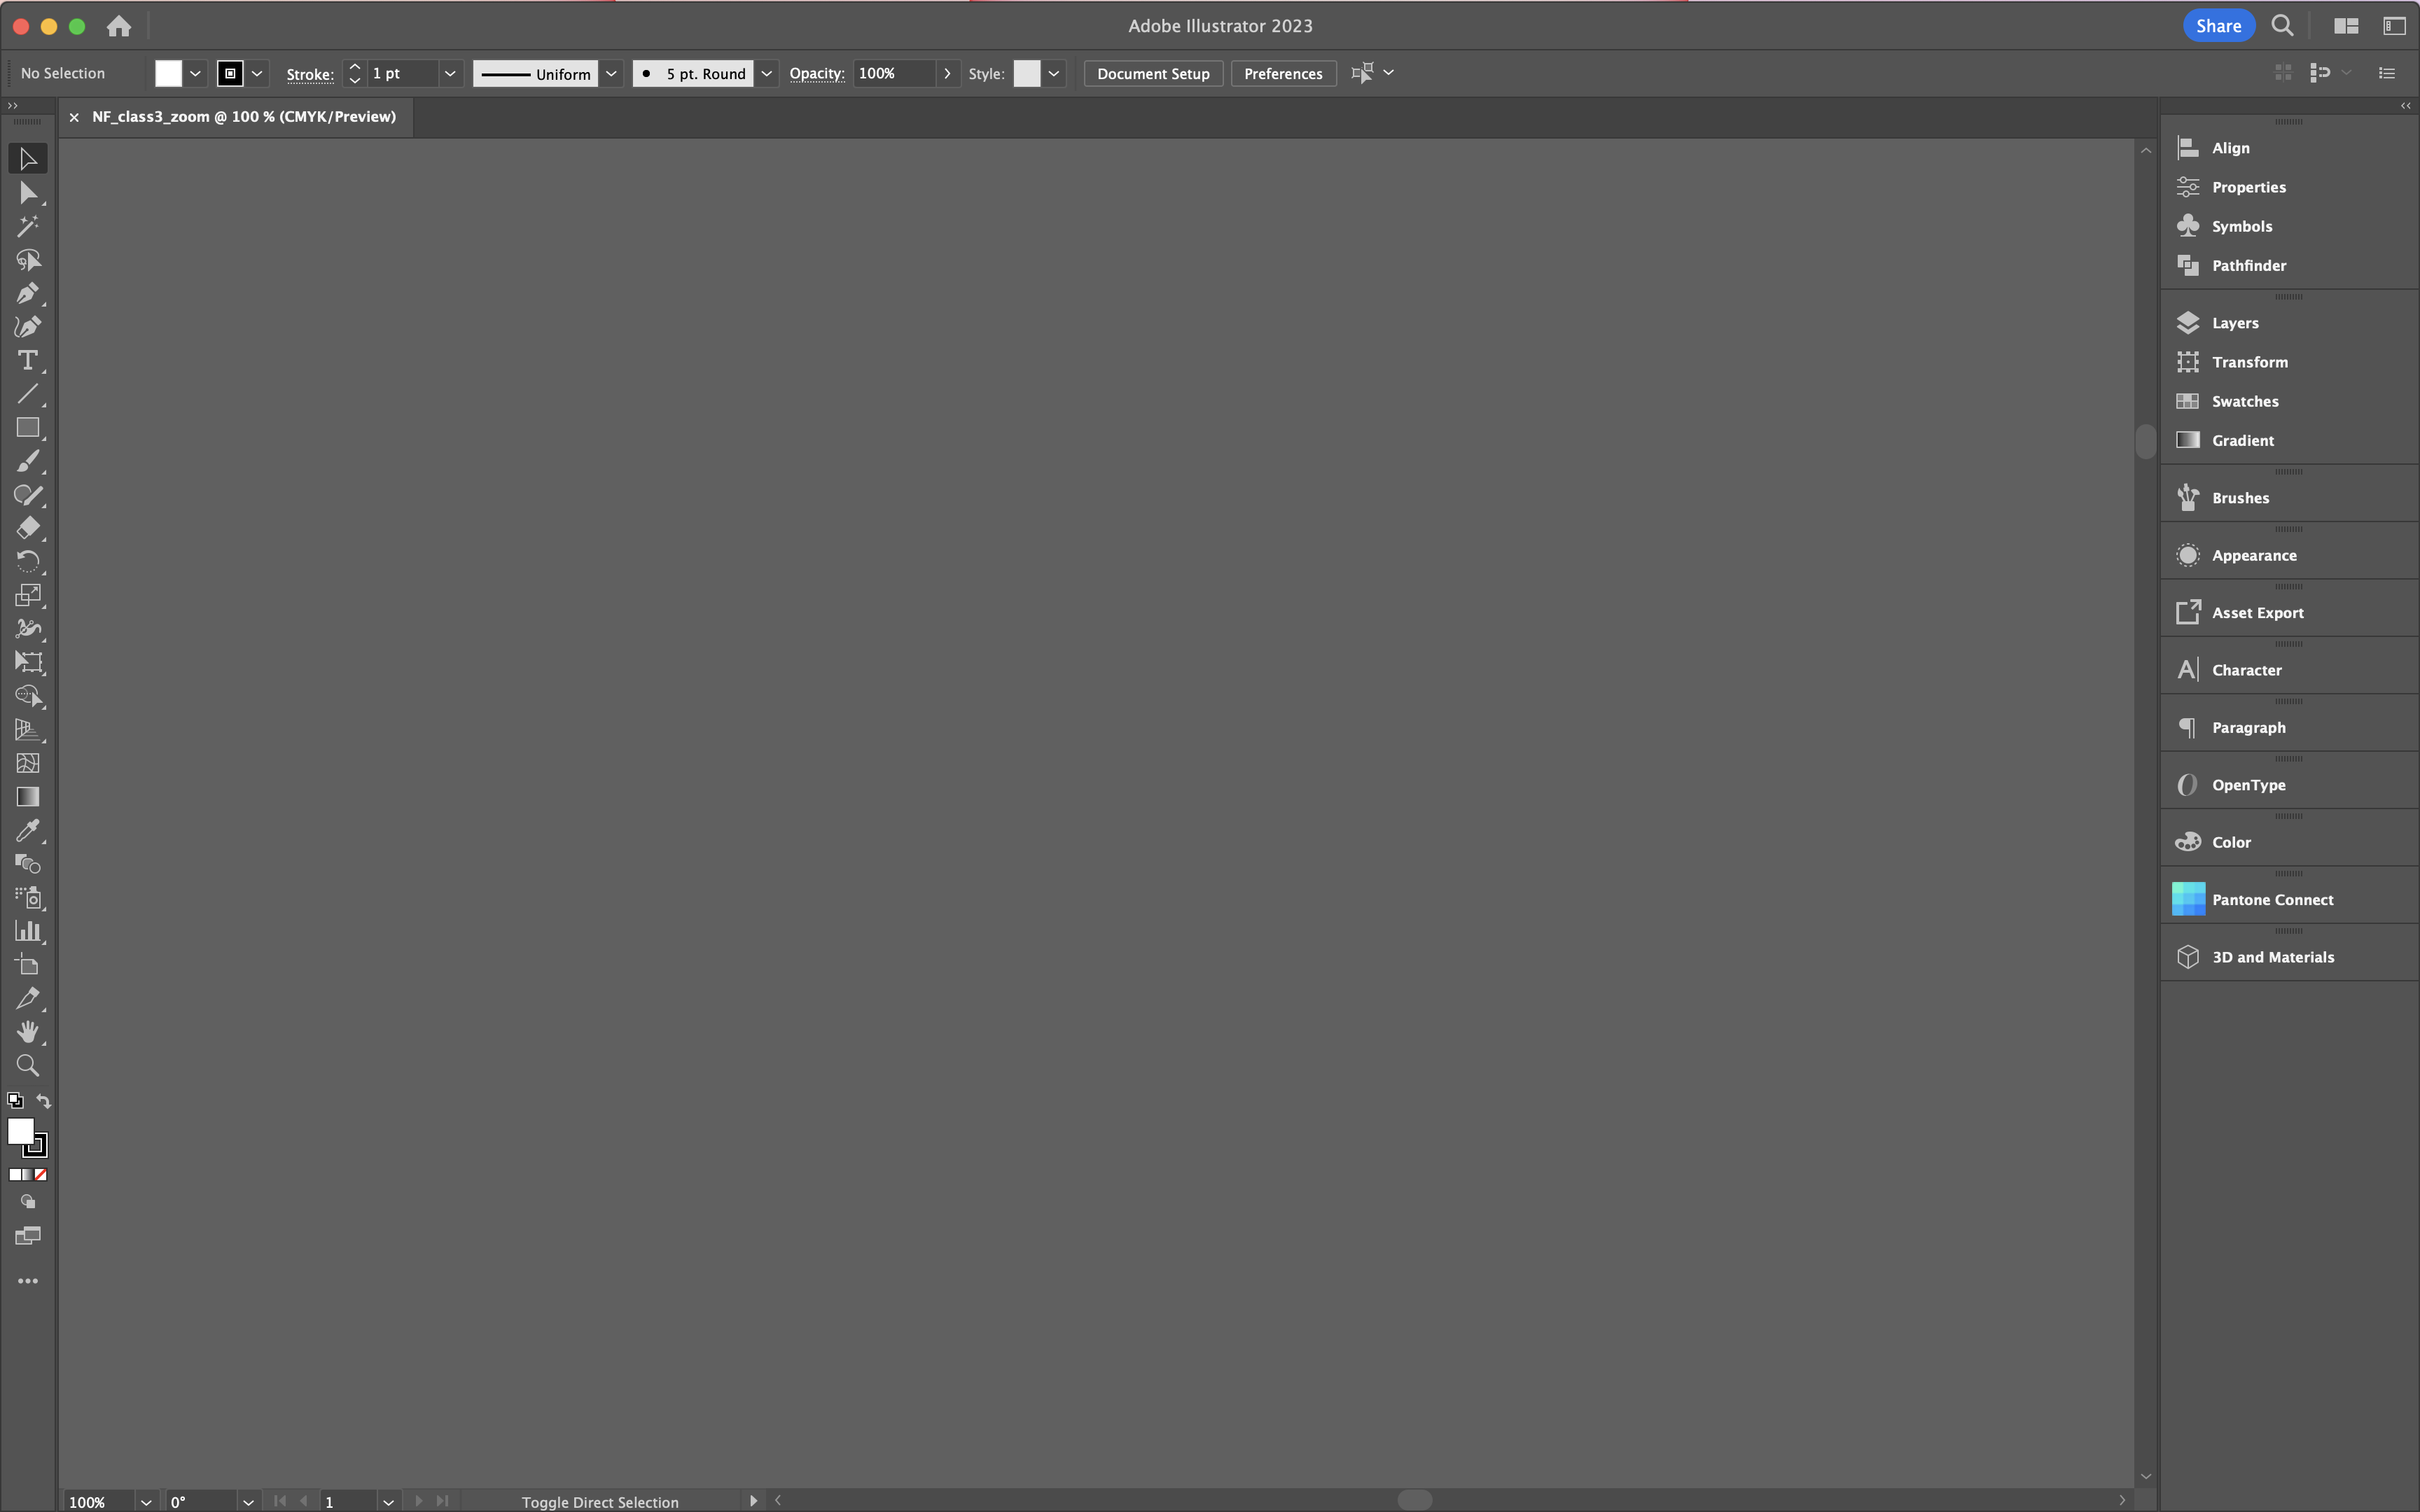 Adobe Illustrator 2023
Share
No Selection
Stroke:
1 pt
Uniform
5 pt. Round
Opacity:
100%
Style:
Document Setup
Preferences
NF_class3_zoom @ 100 % (CMYK/Preview)
Align
Properties
Symbols
Pathfinder
Layers
Transform
Swatches
Gradient
Brushes
Appearance
Asset Export
Character
Paragraph
OpenType
Color
Pantone Connect
3D and Materials
100%
0°
1
Toggle Direct Selection